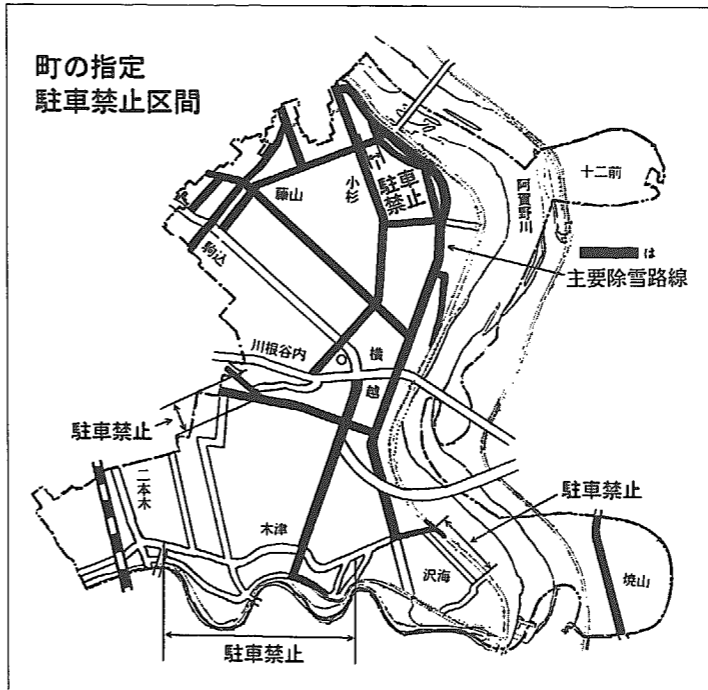 町の指定
駐車禁止区間
十二前
阿賀野川
小杉
駐車
禁止
藤山
は
主要除雪路線
駒込
川根谷内
横越
駐車禁止
二本木
駐車禁止
木津
沢海
焼山
駐車禁止